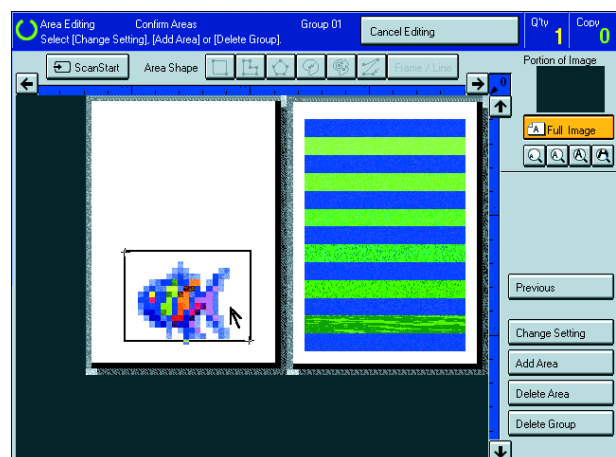 Area Editing Confirm Areas Group 01
Select [Change Setting], [Add Area] or [Delete Group].
Cancel Editing
Q'ty 1
Copy 0
ScanStart
Area Shape
Frame / Line
0
Portion of Image
A Full Image
A
A
Previous
Change Setting
Add Area
Delete Area
Delete Group